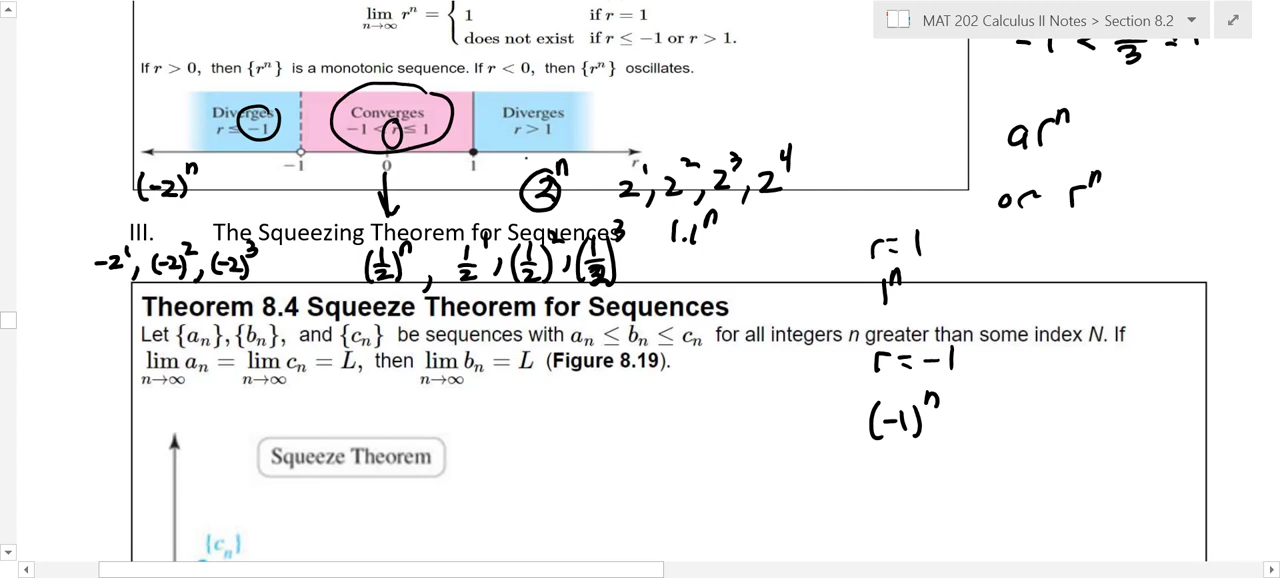 MAT 202 Calculus II Notes > Section 8.2
lim r^n = { 1 if r = 1
n→∞
does not exist if r ≤ −1 or r > 1.
-1 < 1/3
If r > 0, then {r^n} is a monotonic sequence. If r < 0, then {r^n} oscillates.
Diverges Converges Diverges
r ≤ −1 −1 < r ≤ 1 r > 1
ar^n
−1 0 1 r
(-2)^n 2^n 2^1, 2^2, 2^3, 2^4
or r^n
III. The Squeezing Theorem for Sequences
1.1^n
r = 1
-2^1, (-2)^2, (-2)^3 (1/2)^n, 1/2^1, (1/2)^2, (1/2)^3
1^n
Theorem 8.4 Squeeze Theorem for Sequences
Let {a_n}, {b_n}, and {c_n} be sequences with a_n ≤ b_n ≤ c_n for all integers n greater than some index N. If
lim a_n = lim c_n = L, then lim b_n = L (Figure 8.19).
n→∞ n→∞ n→∞
r = -1
(-1)^n
Squeeze Theorem
{c_n}